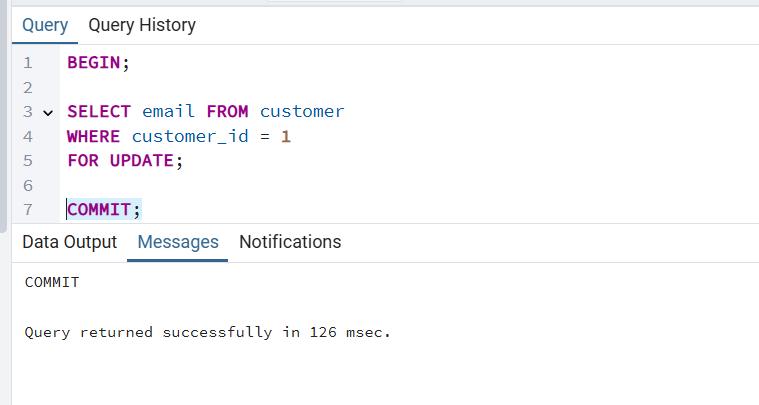 Query Query History
1 BEGIN;
2
3 SELECT email FROM customer
4 WHERE customer_id = 1
5 FOR UPDATE;
6
7 COMMIT;
Data Output Messages Notifications
COMMIT
Query returned successfully in 126 msec.